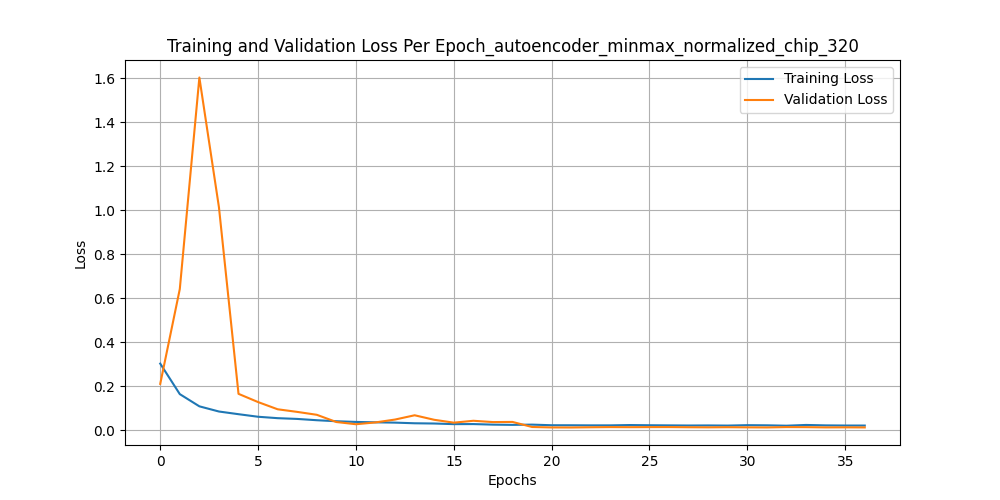 Training and Validation Loss Per Epoch_autoencoder_minmax_normalized_chip_320
Training Loss
Validation Loss
1.6
1.4
1.2
1.0
0.8
0.6
0.4
0.2
0.0
Loss
0 5 10 15 20 25 30 35
Epochs